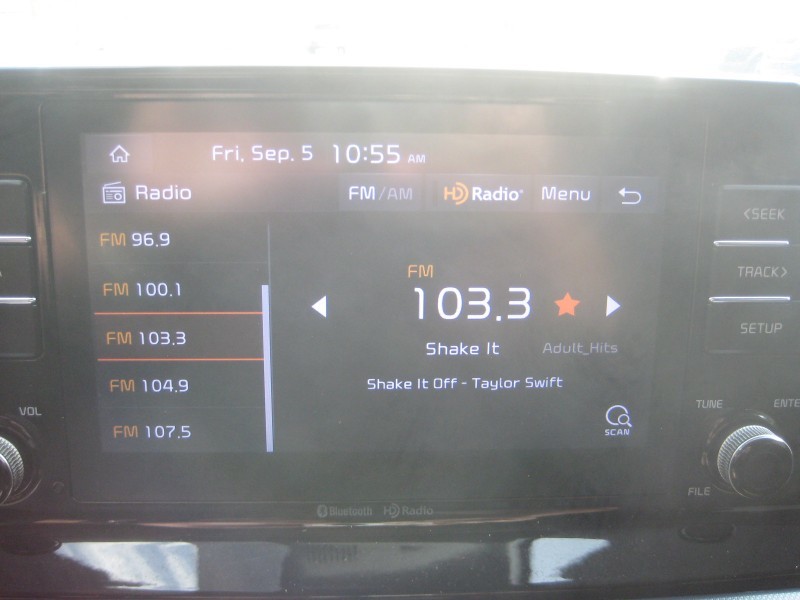 Fri, Sep. 5 10:55 AM
Radio FM/AM HD Radio Menu
FM 96.9
FM 100.1
FM 103.3
FM 104.9
FM 107.5
FM
103.3
Shake It Adult_Hits
Shake It Off - Taylor Swift
SCAN
<SEEK
TRACK>
SETUP
VOL
TUNE ENTE
FILE
Bluetooth HD Radio